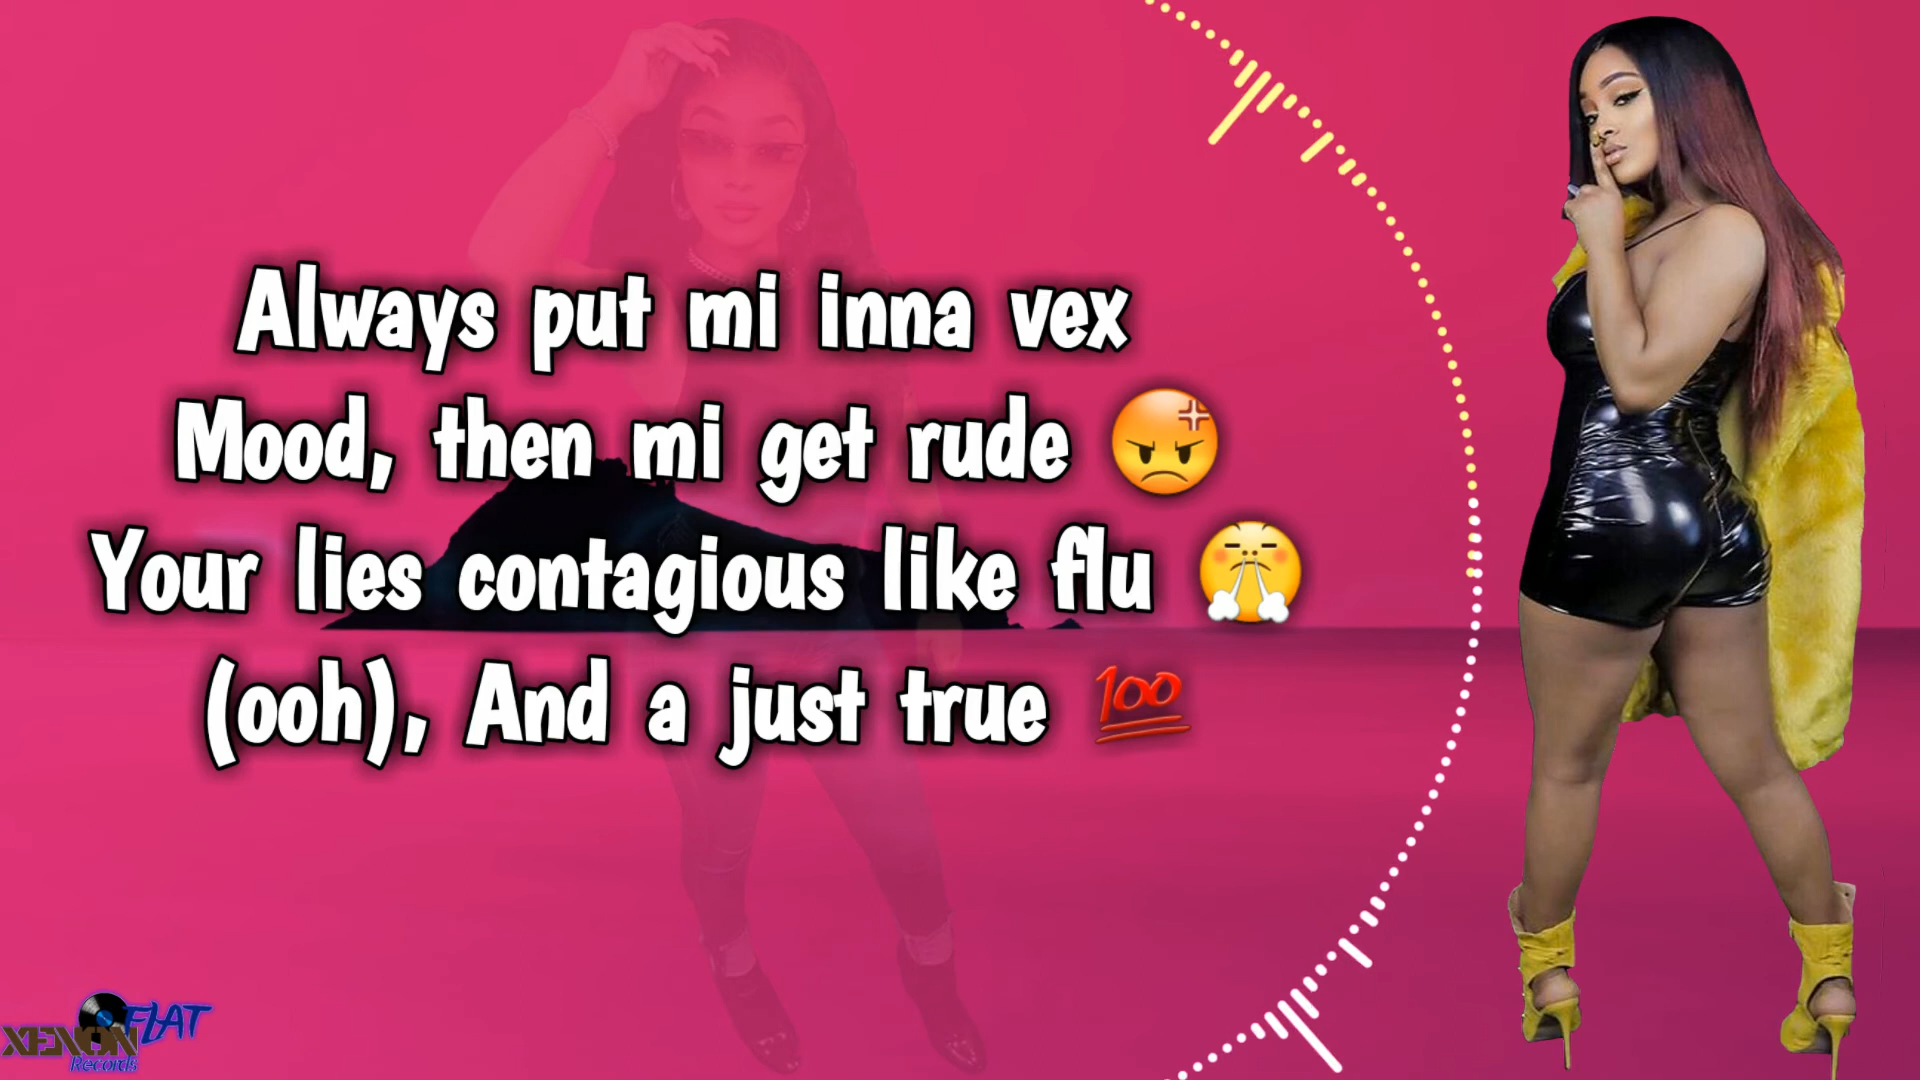 Always put mi inna vex
Mood, then mi get rude 😡
Your lies contagious like flu 😤
(ooh), And a just true 💯
FLAT
XENON
Records